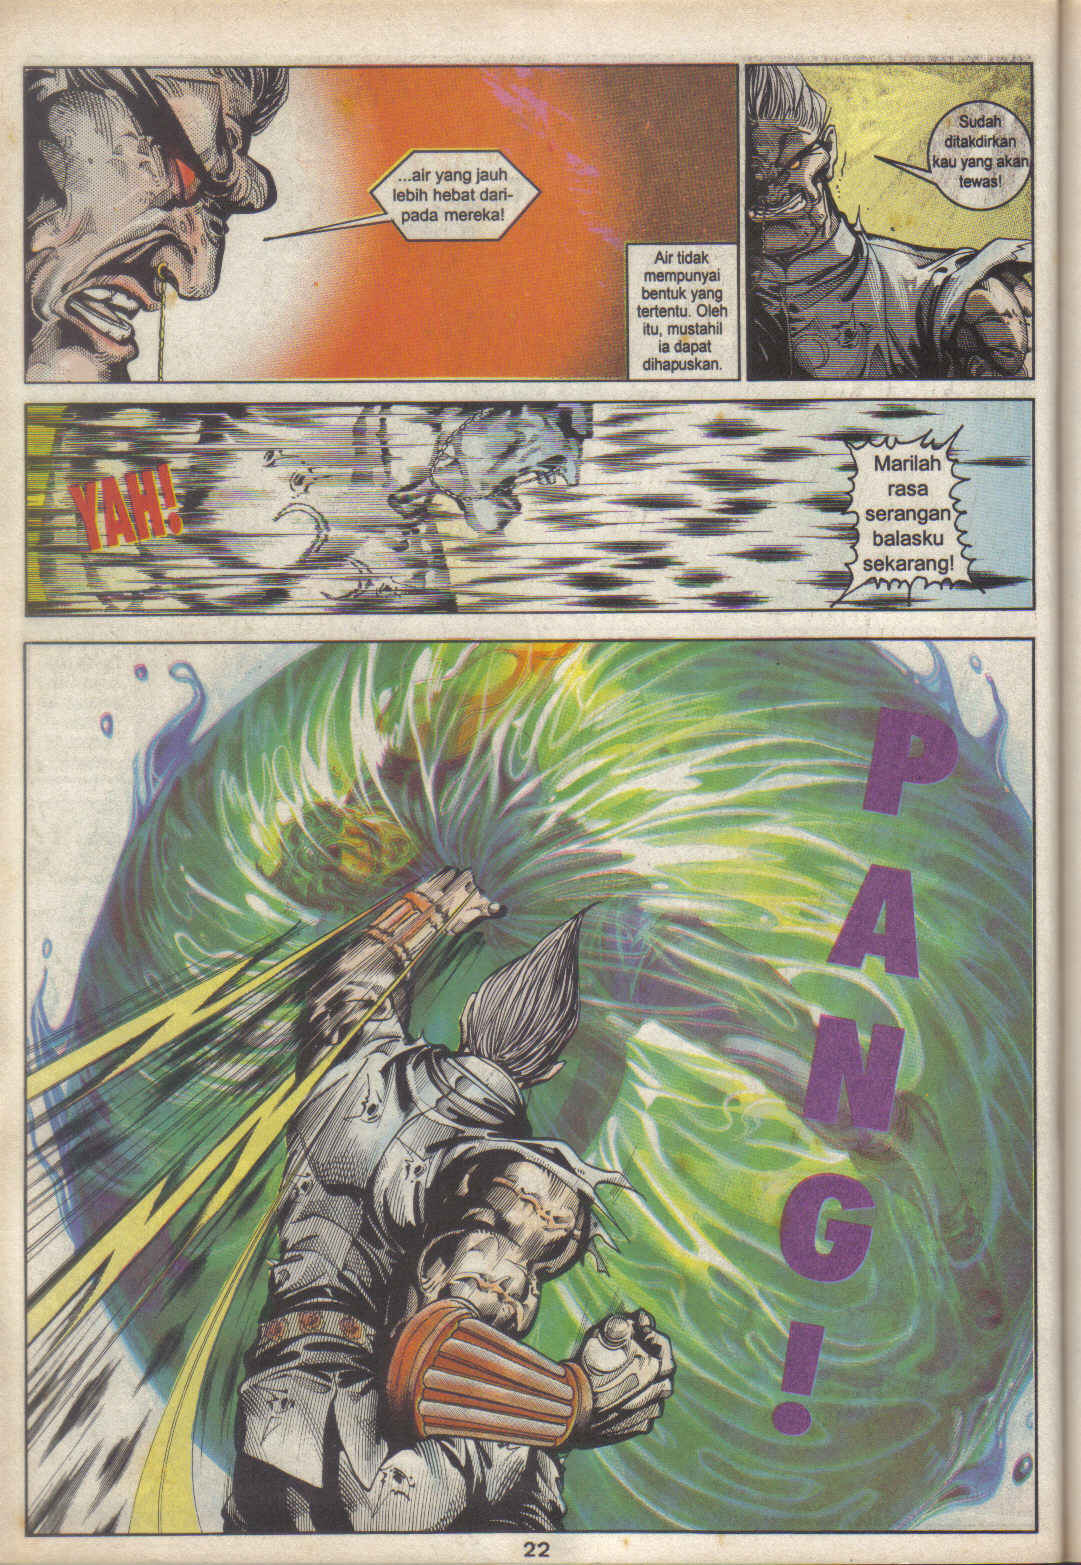 ...air yang jauh
lebih hebat dari-
pada mereka!
Air tidak
mempunyai
bentuk yang
tertentu. Oleh
itu, mustahil
ia dapat
dihapuskan.
Sudah
ditakdirkan
kau yang akan
tewas!
YAH!
Marilah
rasa
serangan
balasku
sekarang!
PANG!
22